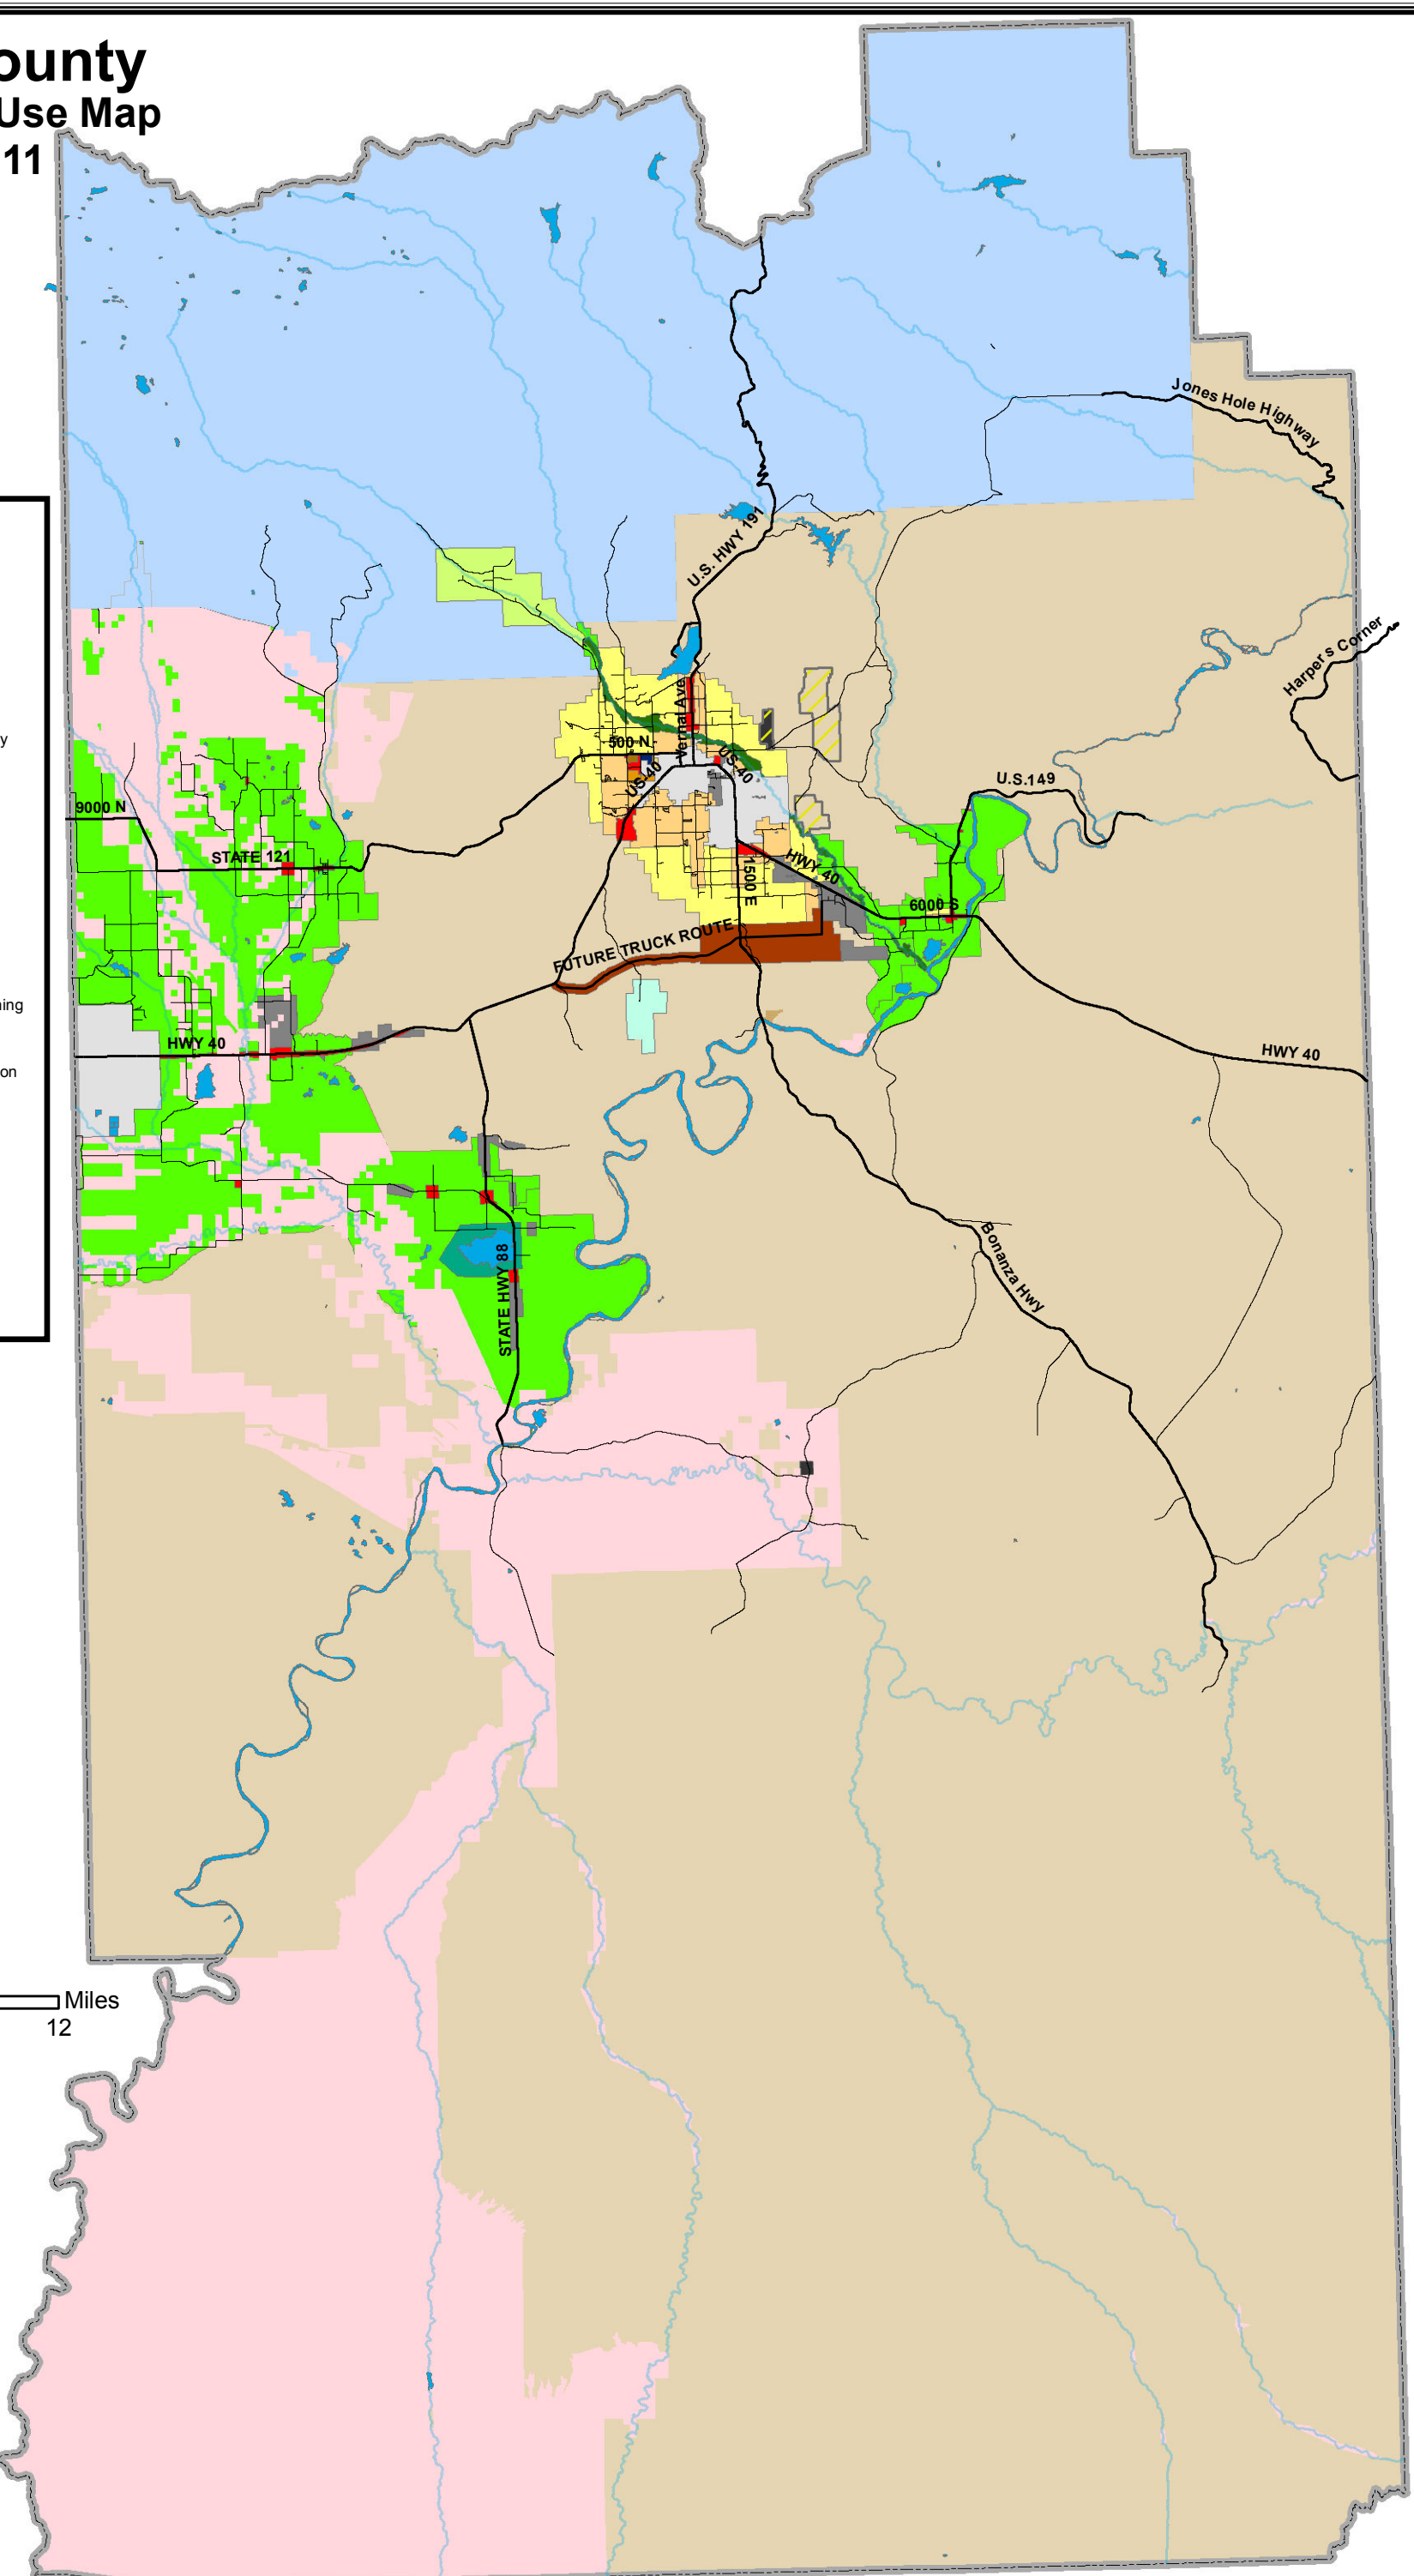 ounty
Use Map
11
Jones Hole Highway
U.S. HWY 191
Harpers Corner
y
Vernal Ave
500 N
US 40
US 40
U.S.149
9000 N
STATE 121
HWY 40
1500 E
6000 S
FUTURE TRUCK ROUTE
ing
HWY 40
HWY 40
on
Bonanza Hwy
STATE HWY 88
Miles
12